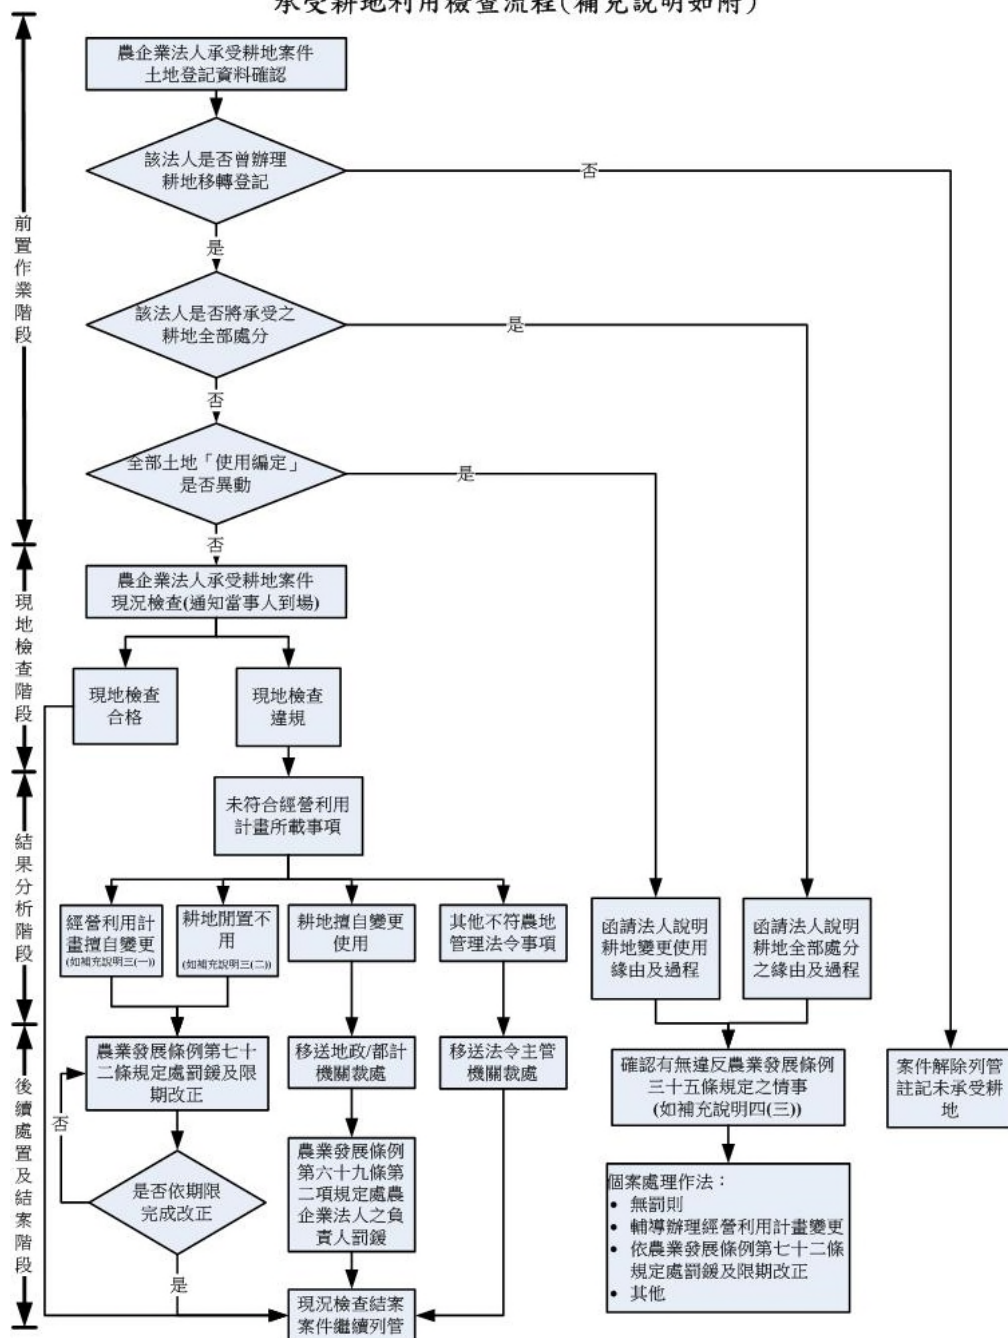 承受耕地利用檢查流程(補充說明如附)
前置作業階段
農企業法人承受耕地案件
土地登記資料確認
該法人是否曾辦理
耕地移轉登記
否
是
該法人是否將承受之
耕地全部處分
是
否
全部土地「使用編定」
是否異動
是
否
現地檢查階段
農企業法人承受耕地案件
現況檢查(通知當事人到場)
現地檢查
合格
現地檢查
違規
結果分析階段
未符合經營利用
計畫所載事項
經營利用計
畫擅自變更
(如補充說明三(一))
耕地閒置不
用
(如補充說明三(二))
耕地擅自變更
使用
其他不符農地
管理法令事項
函請法人說明
耕地變更使用
緣由及過程
函請法人說明
耕地全部處分
之緣由及過程
後續處置及結案階段
農業發展條例第七十
二條規定處罰鍰及限
期改正
移送地政/都計
機關裁處
移送法令主管
機關裁處
確認有無違反農業發展條例
三十五條規定之情事
(如補充說明四(三))
案件解除列管
註記未承受耕
地
否
是否依期限
完成改正
是
農業發展條例
第六十九條第
二項規定處農
企業法人之負
責人罰鍰
個案處理作法：
• 無罰則
• 輔導辦理經營利用計畫變更
• 依農業發展條例第七十二條
規定處罰鍰及限期改正
• 其他
現況檢查結案
案件繼續列管